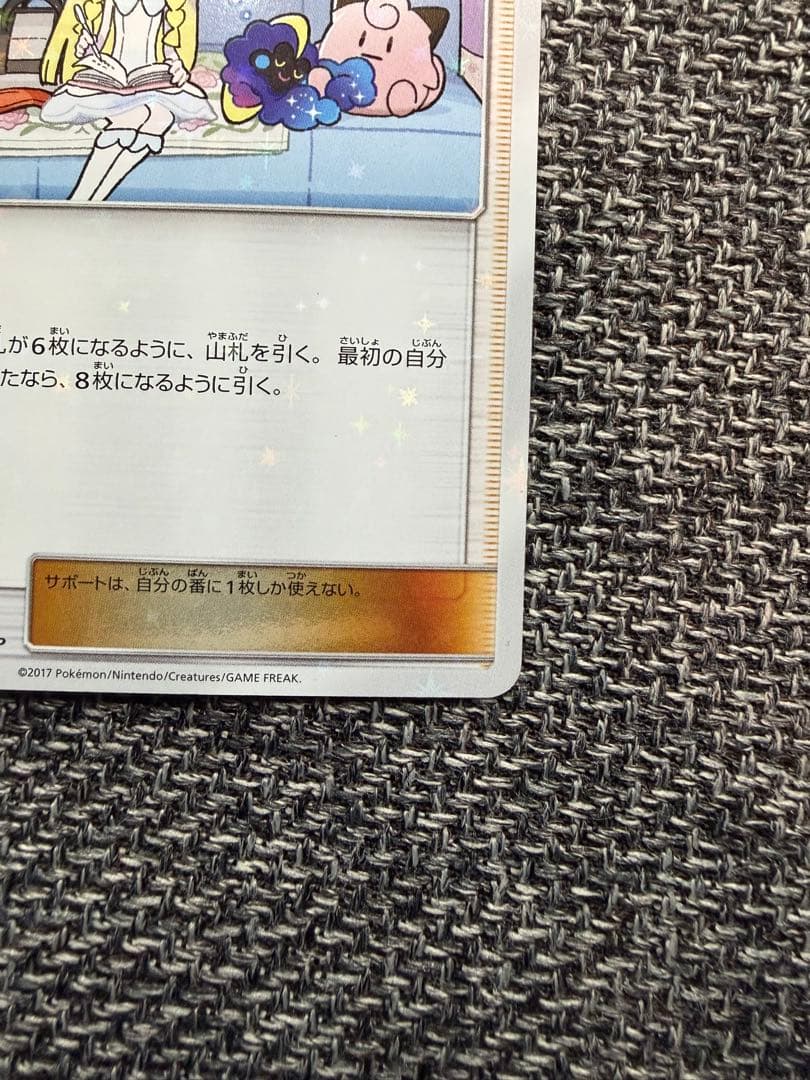 が6枚になるように、山札を引く。 最初の自分
たなら、8枚になるように引く。
サポートは、自分の番に1枚しか使えない。
©2017 Pokémon/Nintendo/Creatures/GAME FREAK.